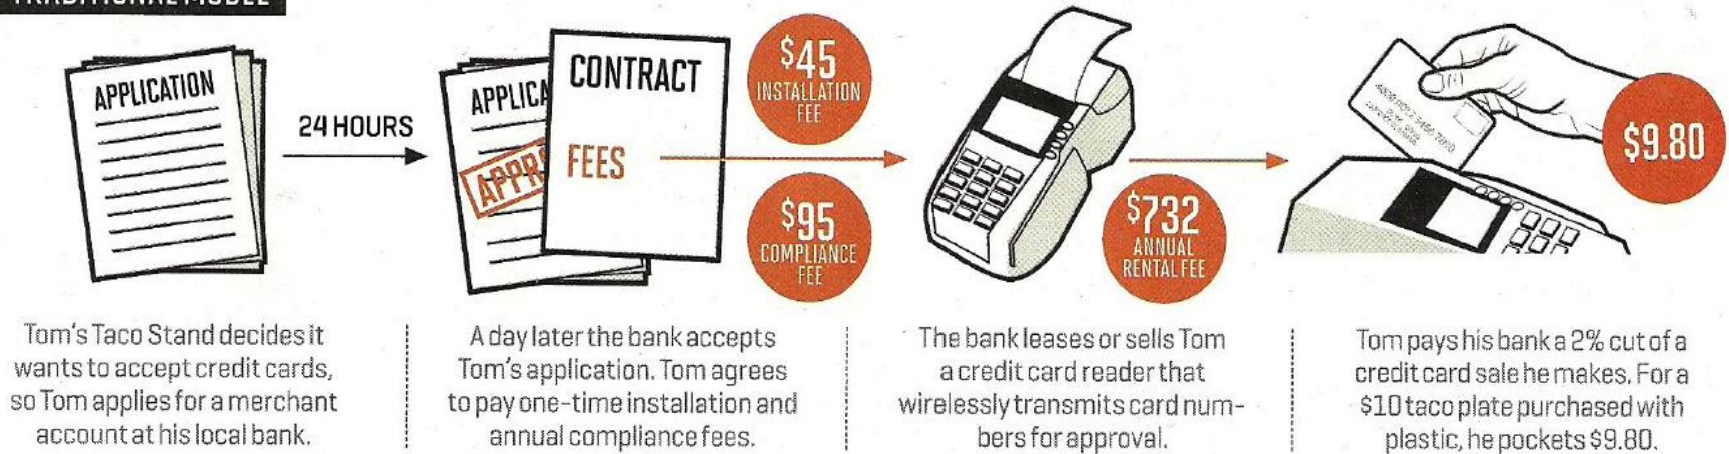 TRADITIONAL MODEL
APPLICATION
24 HOURS
APPLICA
APPRO
CONTRACT
FEES
$45
INSTALLATION
FEE
$95
COMPLIANCE
FEE
$732
ANNUAL
RENTAL FEE
$9.80
Tom's Taco Stand decides it
wants to accept credit cards,
so Tom applies for a merchant
account at his local bank.
A day later the bank accepts
Tom's application. Tom agrees
to pay one-time installation and
annual compliance fees.
The bank leases or sells Tom
a credit card reader that
wirelessly transmits card num-
bers for approval.
Tom pays his bank a 2% cut of a
credit card sale he makes. For a
$10 taco plate purchased with
plastic, he pockets $9.80.